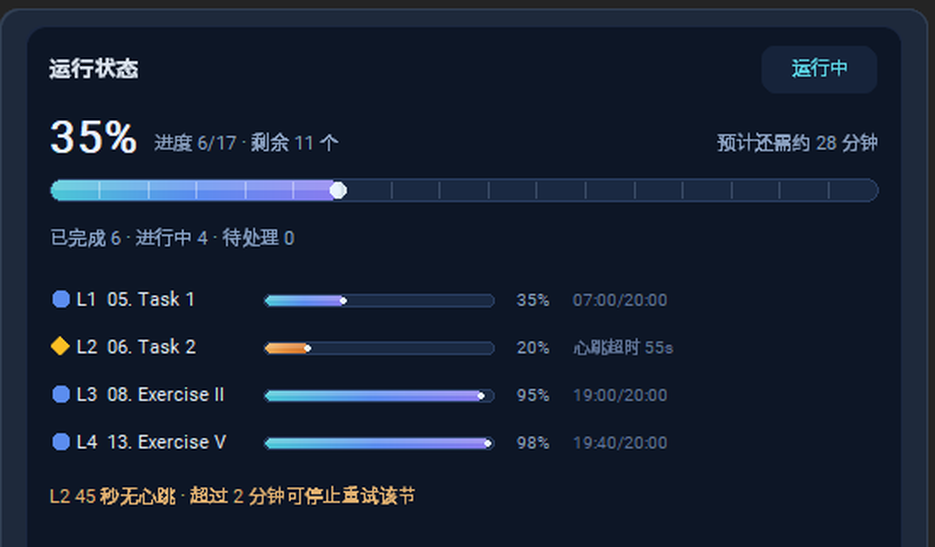 运行状态
运行中
35% 进度 6/17 · 剩余 11 个
预计还需约 28 分钟
已完成 6 · 进行中 4 · 待处理 0
L1 05. Task 1 35% 07:00/20:00
L2 06. Task 2 20% 心跳超时 55s
L3 08. Exercise II 95% 19:00/20:00
L4 13. Exercise V 98% 19:40/20:00
L2 45 秒无心跳 · 超过 2 分钟可停止重试该节